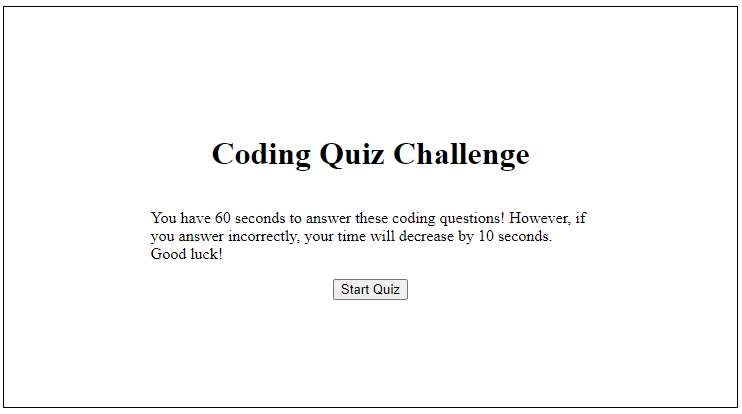 Coding Quiz Challenge
You have 60 seconds to answer these coding questions! However, if
you answer incorrectly, your time will decrease by 10 seconds.
Good luck!
Start Quiz